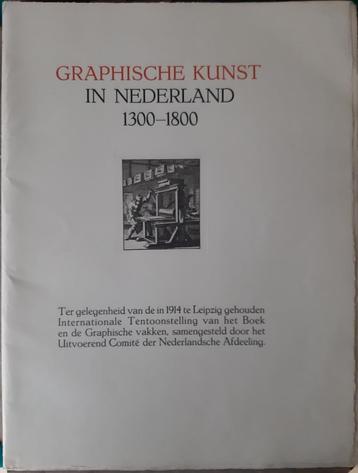 GRAPHISCHE KUNST
IN NEDERLAND
1300–1800
Ter gelegenheid van de in 1914 te Leipzig gehouden
Internationale Tentoonstelling van het Boek
en de Graphische vakken, samengesteld door het
Uitvoerend Comité der Nederlandsche Afdeeling.